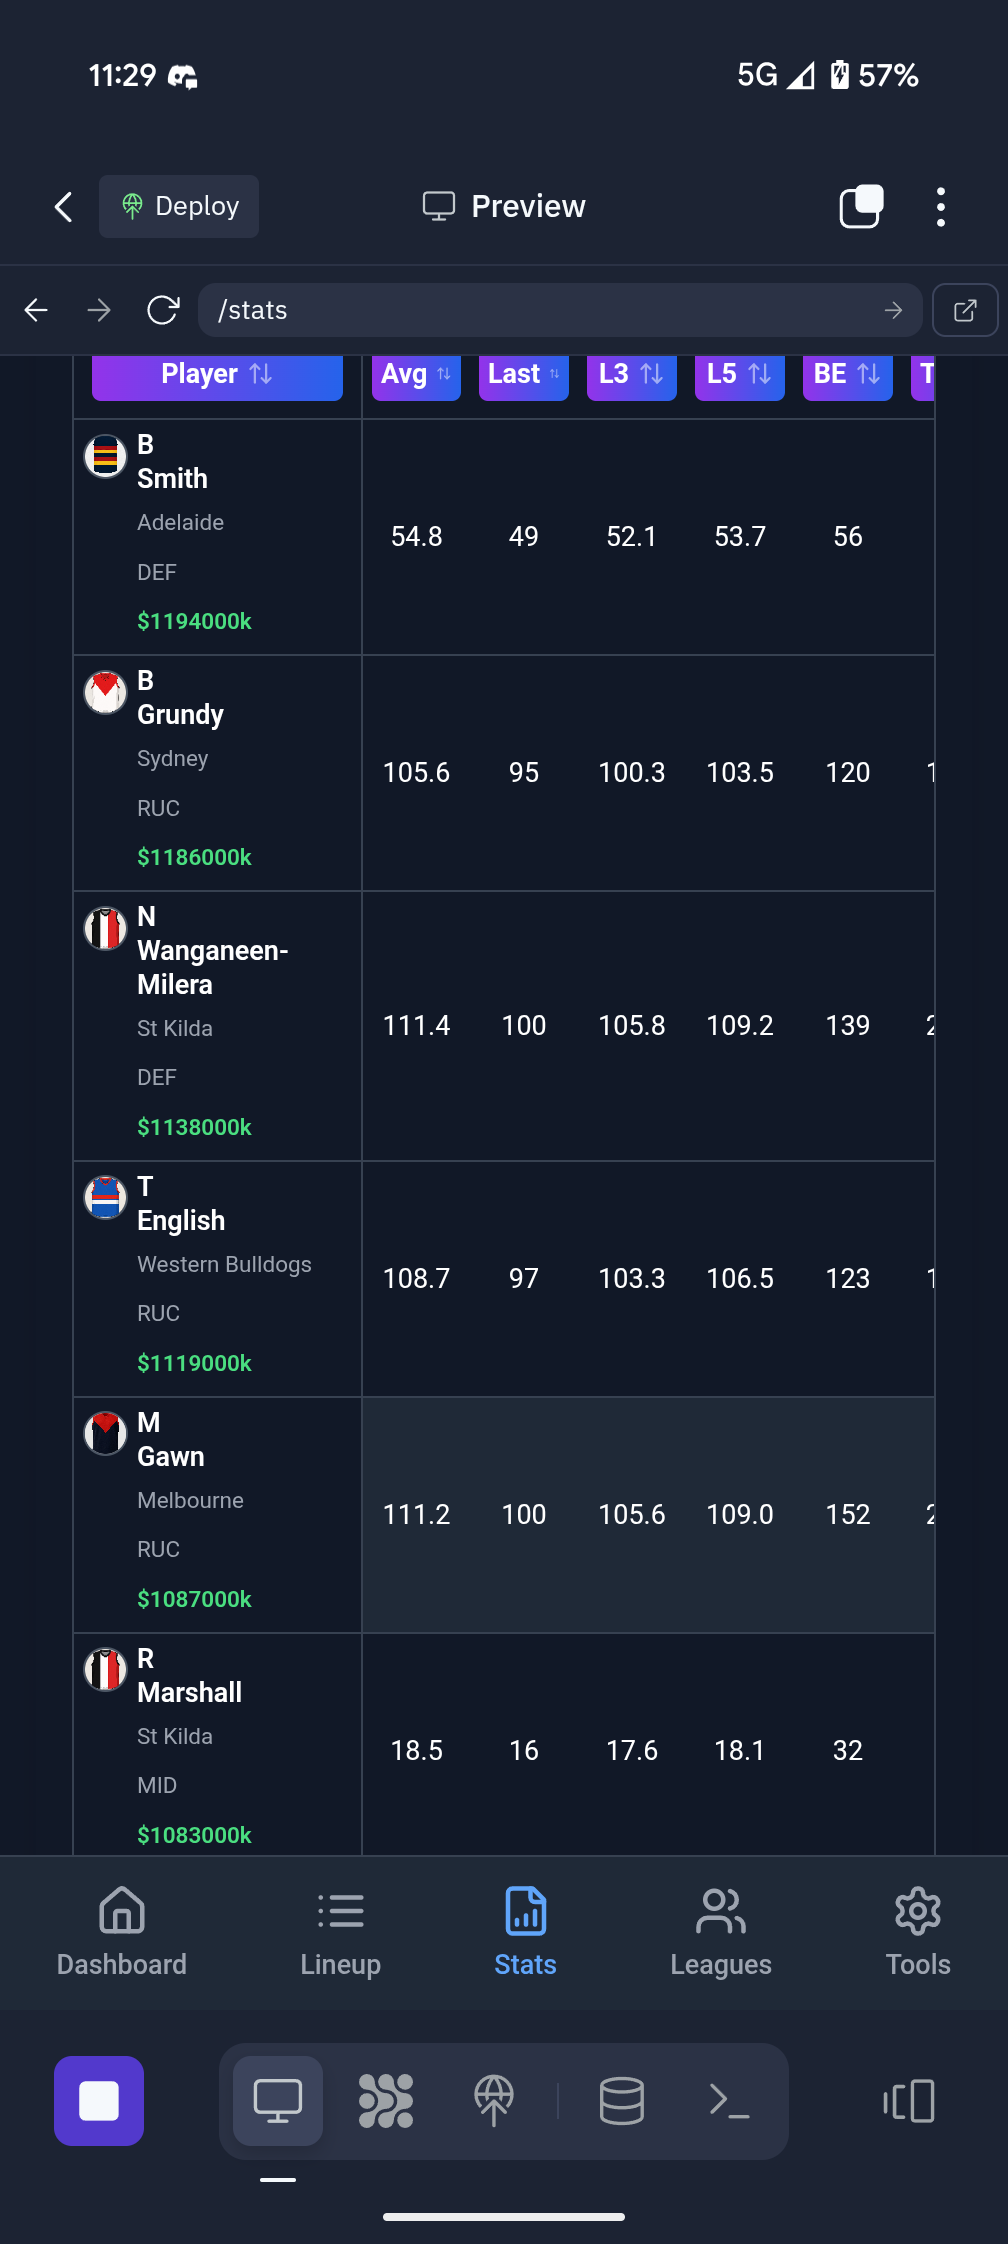 11:29 5G 57%
Deploy Preview
/stats
Player Avg Last L3 L5 BE T
B
Smith
Adelaide
DEF
$1194000k
54.8 49 52.1 53.7 56
B
Grundy
Sydney
RUC
$1186000k
105.6 95 100.3 103.5 120 1
N
Wanganeen-
Milera
St Kilda
DEF
$1138000k
111.4 100 105.8 109.2 139 2
T
English
Western Bulldogs
RUC
$1119000k
108.7 97 103.3 106.5 123 1
M
Gawn
Melbourne
RUC
$1087000k
111.2 100 105.6 109.0 152 2
R
Marshall
St Kilda
MID
$1083000k
18.5 16 17.6 18.1 32
Dashboard Lineup Stats Leagues Tools